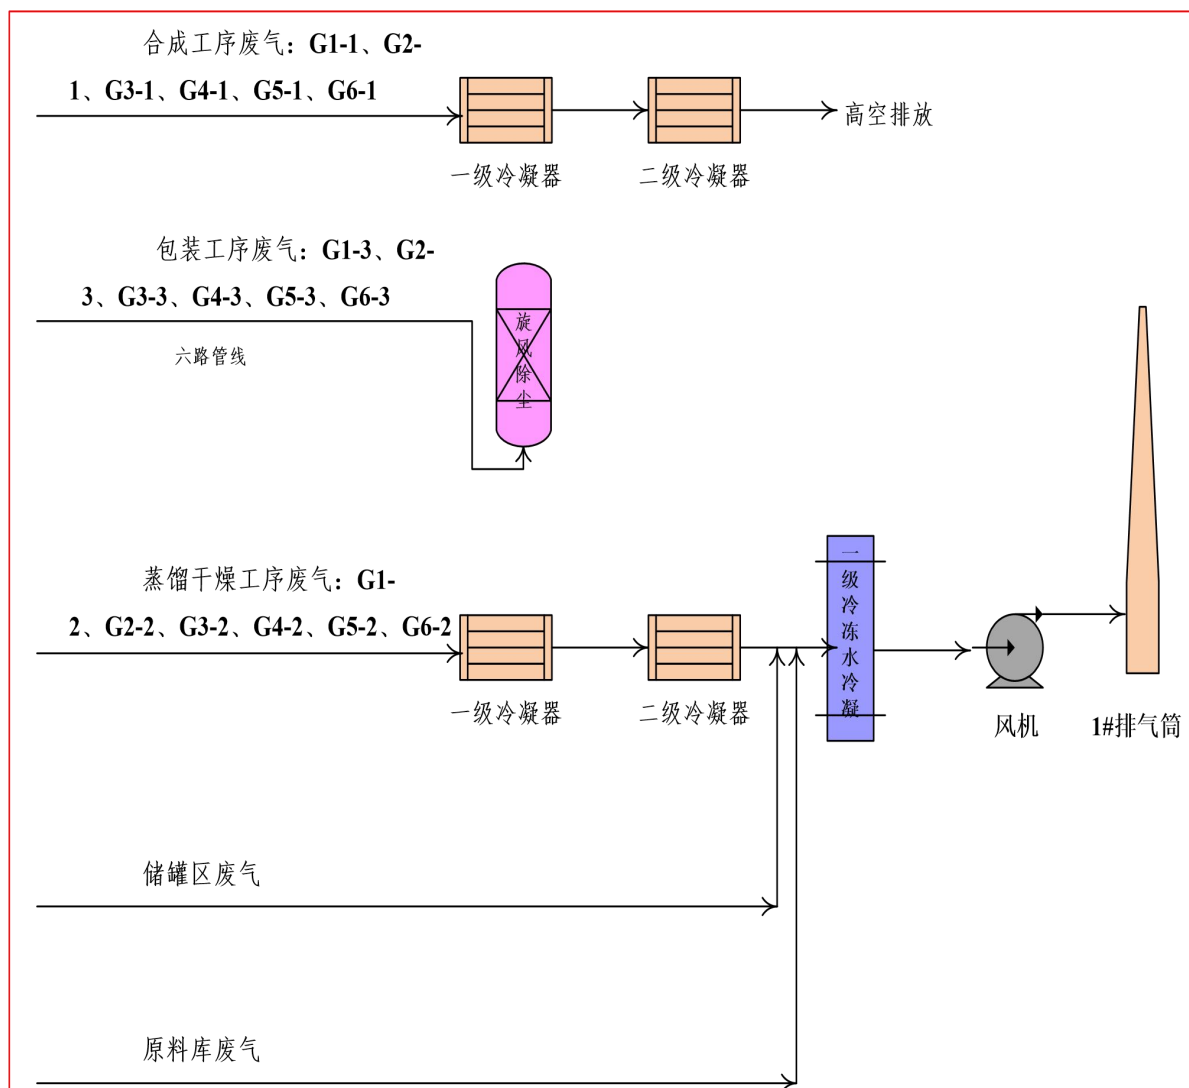 合成工序废气：G1-1、G2-
1、G3-1、G4-1、G5-1、G6-1
高空排放
一级冷凝器
二级冷凝器
包装工序废气：G1-3、G2-
3、G3-3、G4-3、G5-3、G6-3
六路管线
旋风除尘
蒸馏干燥工序废气：G1-
2、G2-2、G3-2、G4-2、G5-2、G6-2
一级冷凝器
二级冷凝器
一级冷冻水冷凝
风机
1#排气筒
储罐区废气
原料库废气